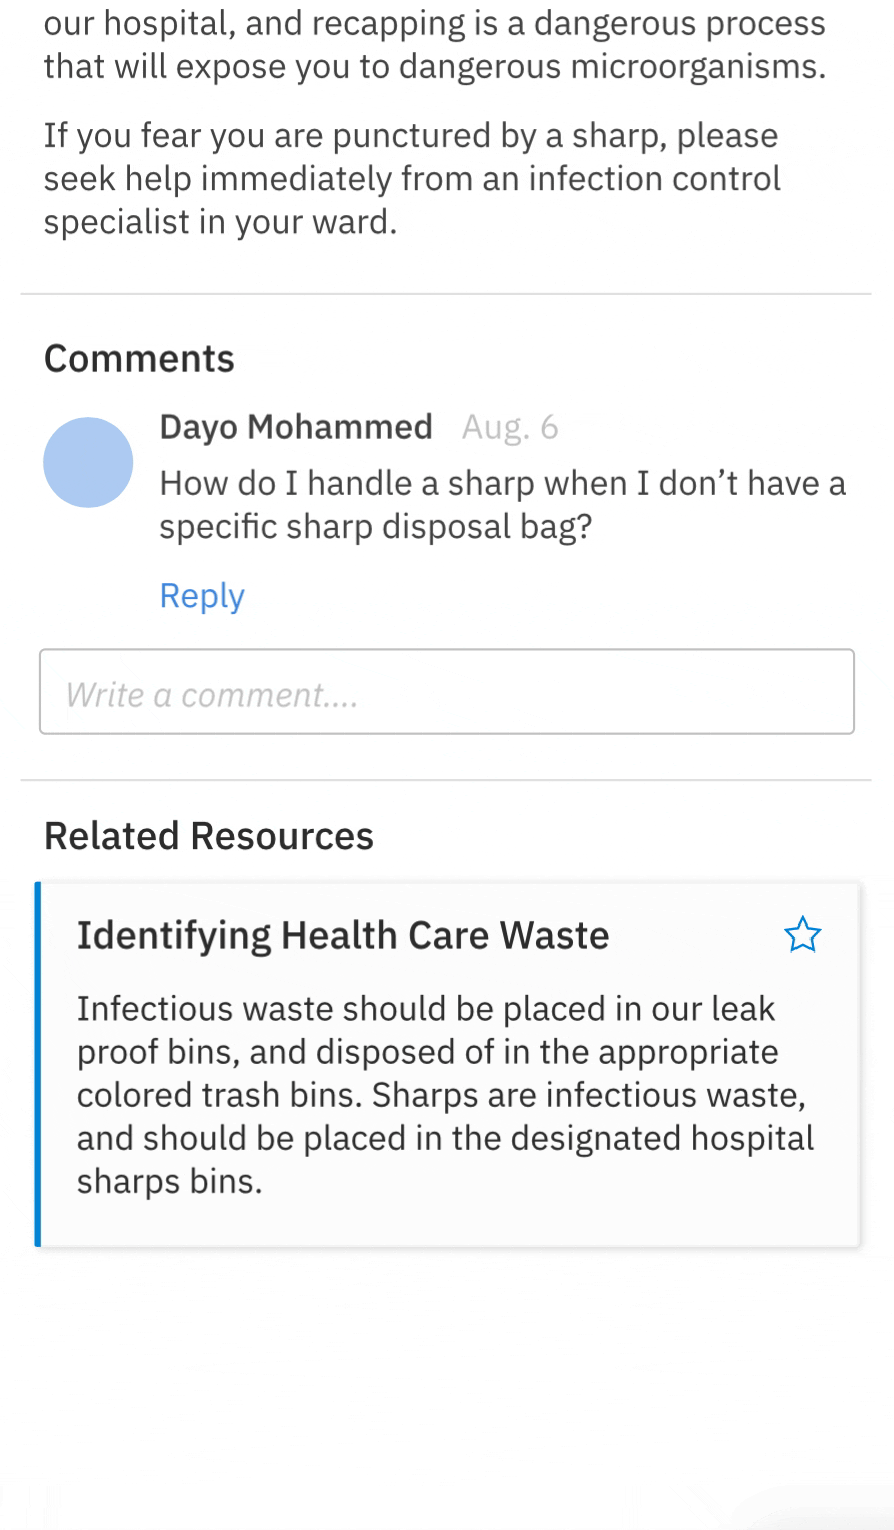 our hospital, and recapping is a dangerous process
that will expose you to dangerous microorganisms.
If you fear you are punctured by a sharp, please
seek help immediately from an infection control
specialist in your ward.
Comments
Dayo Mohammed Aug. 6
How do I handle a sharp when I don’t have a
specific sharp disposal bag?
Reply
Write a comment....
Related Resources
Identifying Health Care Waste
Infectious waste should be placed in our leak
proof bins, and disposed of in the appropriate
colored trash bins. Sharps are infectious waste,
and should be placed in the designated hospital
sharps bins.